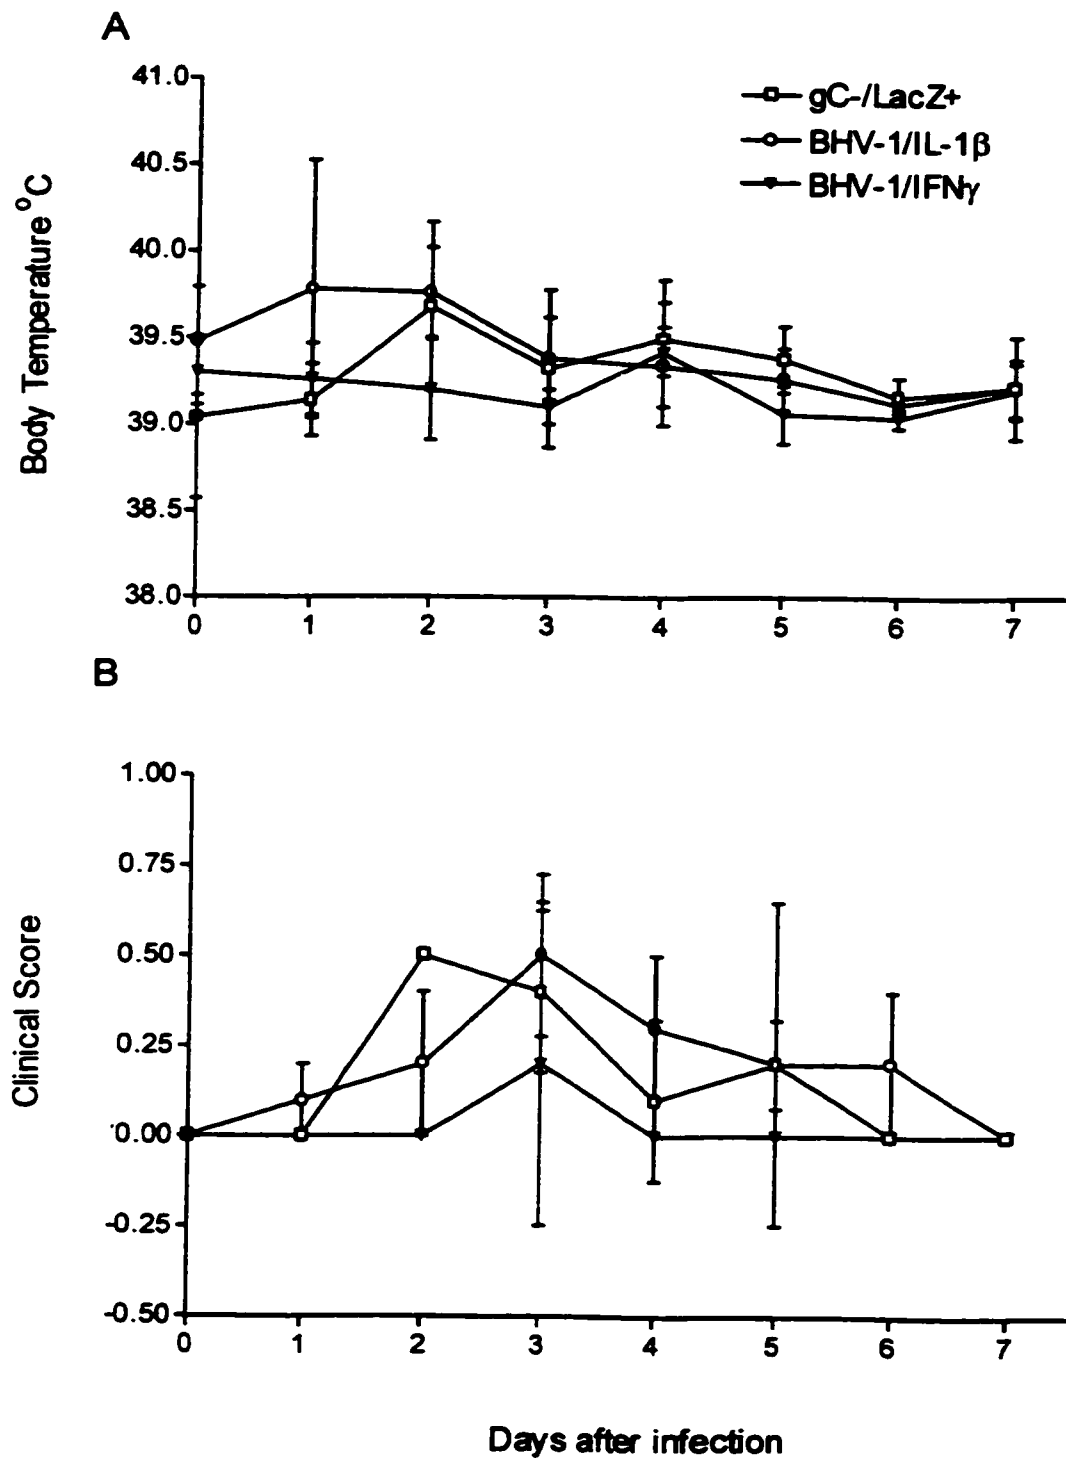 A
41.0
40.5
40.0
39.5
39.0
38.5
38.0
Body Temperature °C
gC-/LacZ+
BHV-1/IL-1β
BHV-1/IFNγ
0 1 2 3 4 5 6 7
B
1.00
0.75
0.50
0.25
0.00
-0.25
-0.50
Clinical Score
0 1 2 3 4 5 6 7
Days after infection